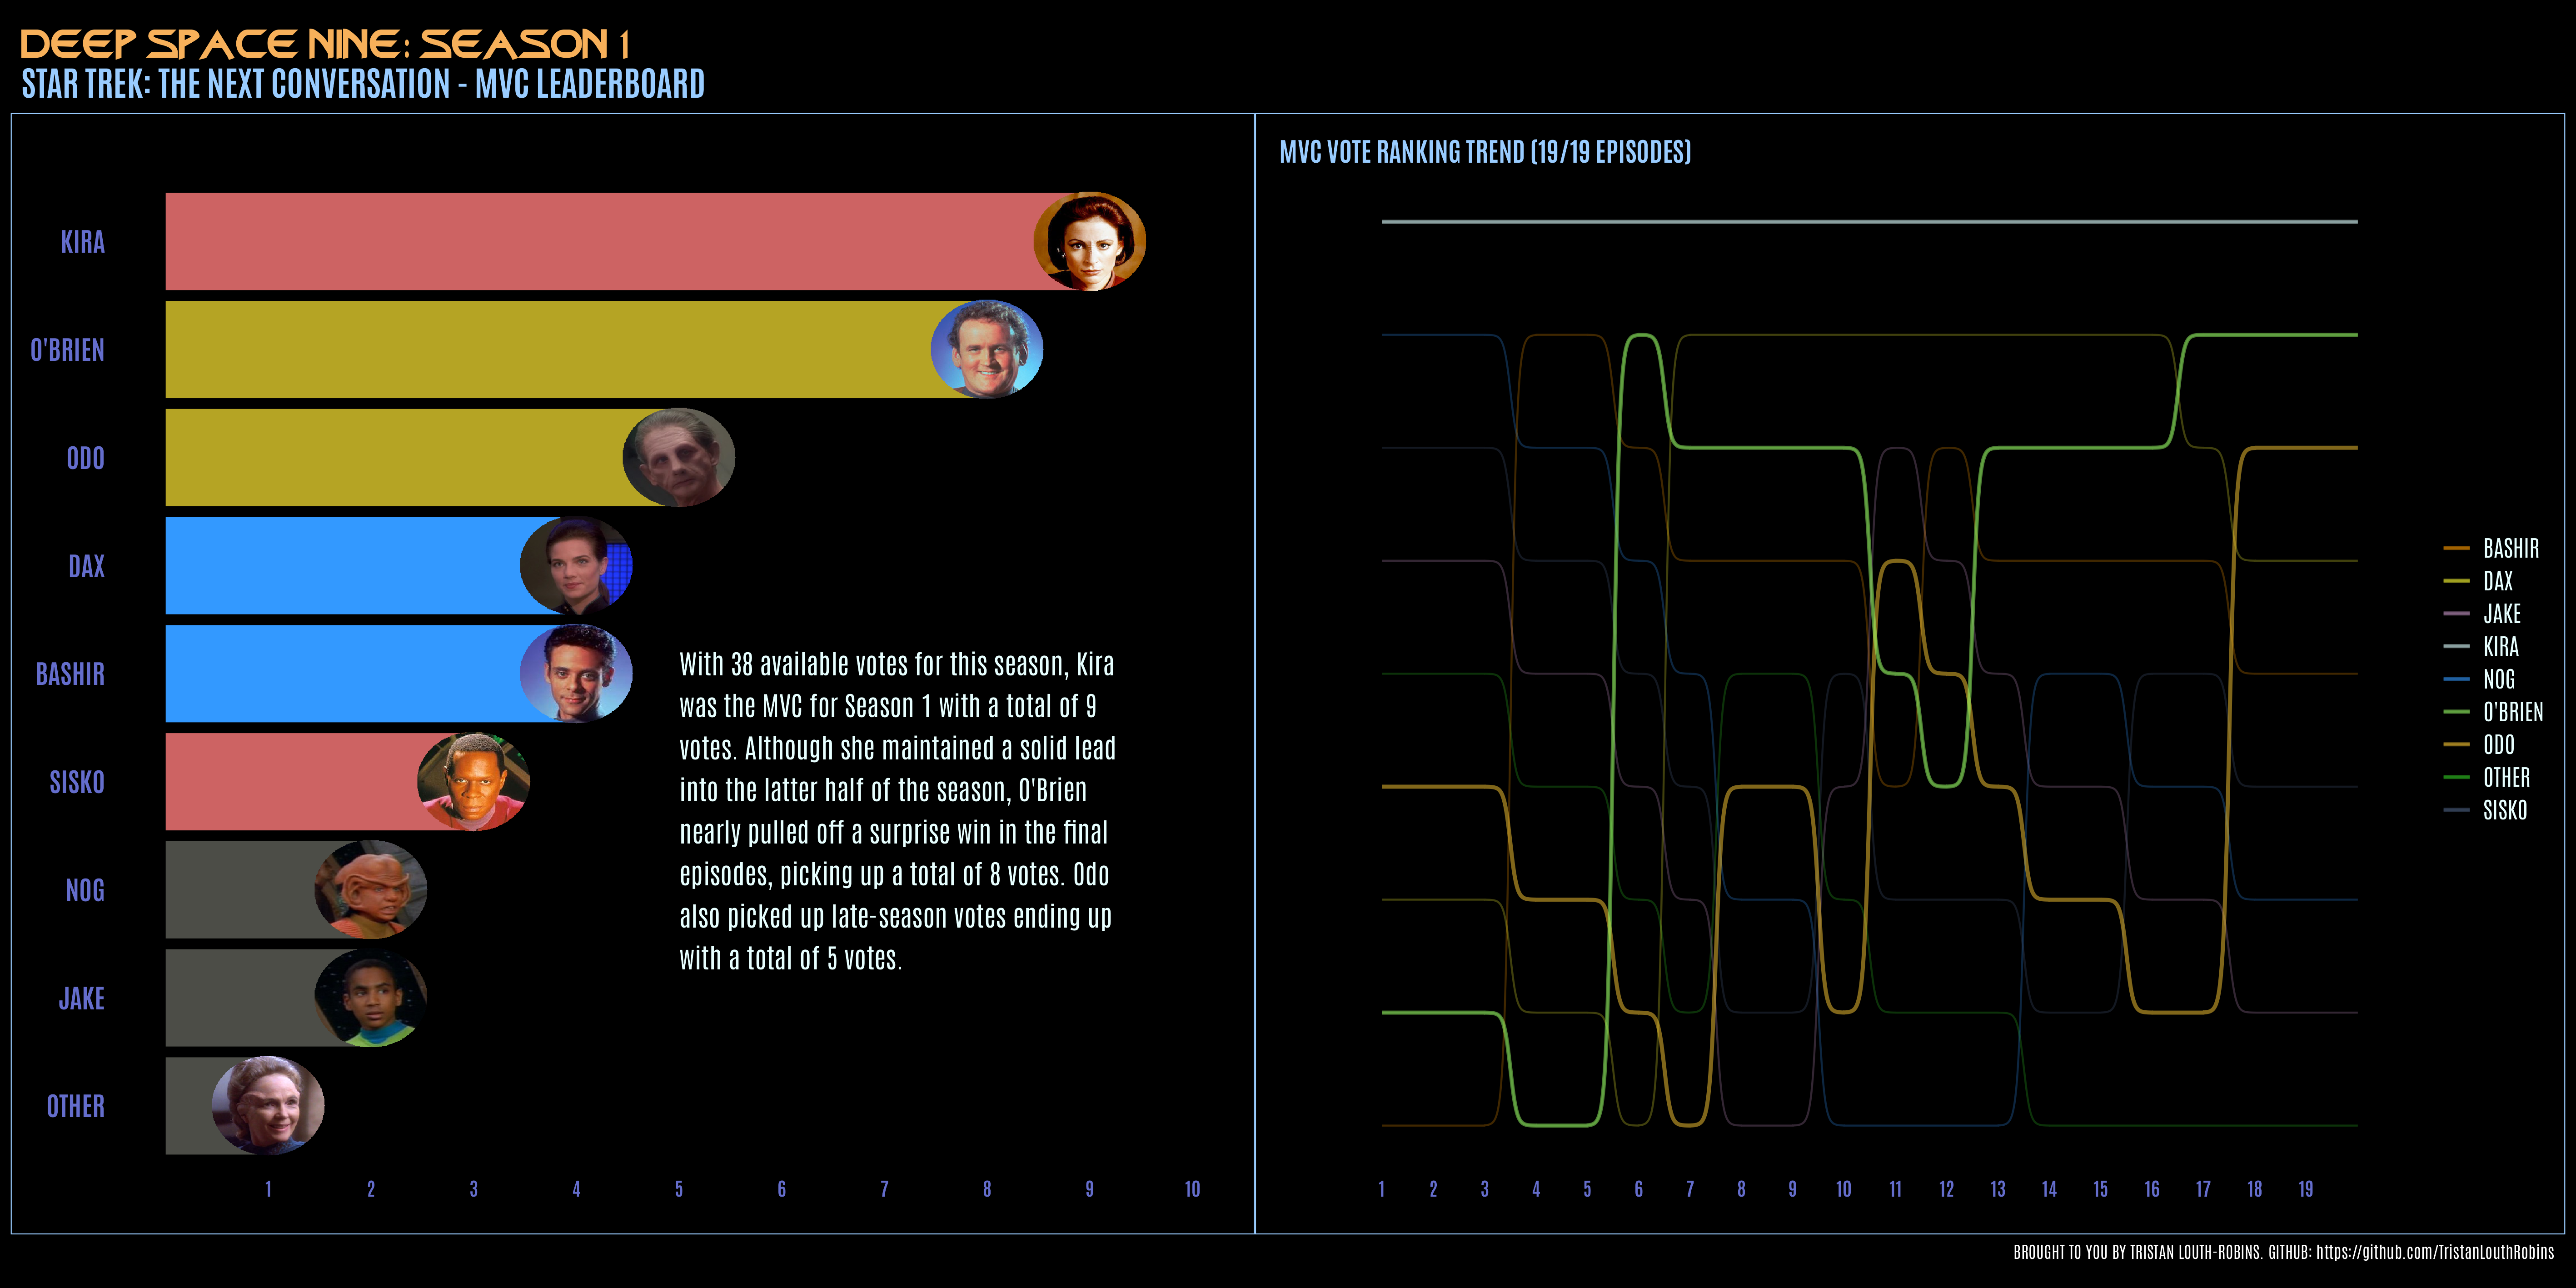 DEEP SPACE NINE: SEASON 1
STAR TREK: THE NEXT CONVERSATION - MVC LEADERBOARD
KIRA
O'BRIEN
ODO
DAX
BASHIR
SISKO
NOG
JAKE
OTHER
With 38 available votes for this season, Kira
was the MVC for Season 1 with a total of 9
votes. Although she maintained a solid lead
into the latter half of the season, O'Brien
nearly pulled off a surprise win in the final
episodes, picking up a total of 8 votes. Odo
also picked up late-season votes ending up
with a total of 5 votes.
1 2 3 4 5 6 7 8 9 10
MVC VOTE RANKING TREND (19/19 EPISODES)
BASHIR
DAX
JAKE
KIRA
NOG
O'BRIEN
ODO
OTHER
SISKO
1 2 3 4 5 6 7 8 9 10 11 12 13 14 15 16 17 18 19
BROUGHT TO YOU BY TRISTAN LOUTH-ROBINS. GITHUB: https://github.com/TristanLouthRobins